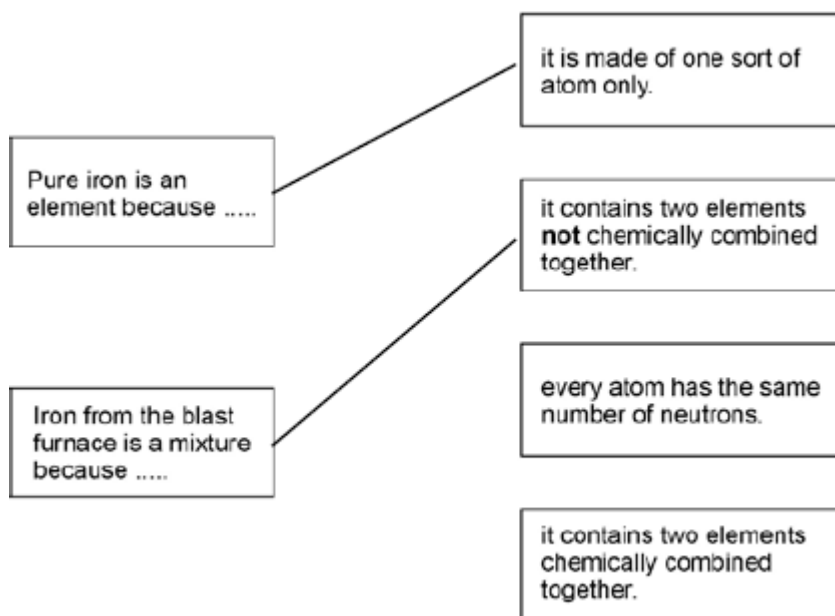 it is made of one sort of
atom only.
Pure iron is an
element because .....
it contains two elements
not chemically combined
together.
every atom has the same
number of neutrons.
Iron from the blast
furnace is a mixture
because .....
it contains two elements
chemically combined
together.